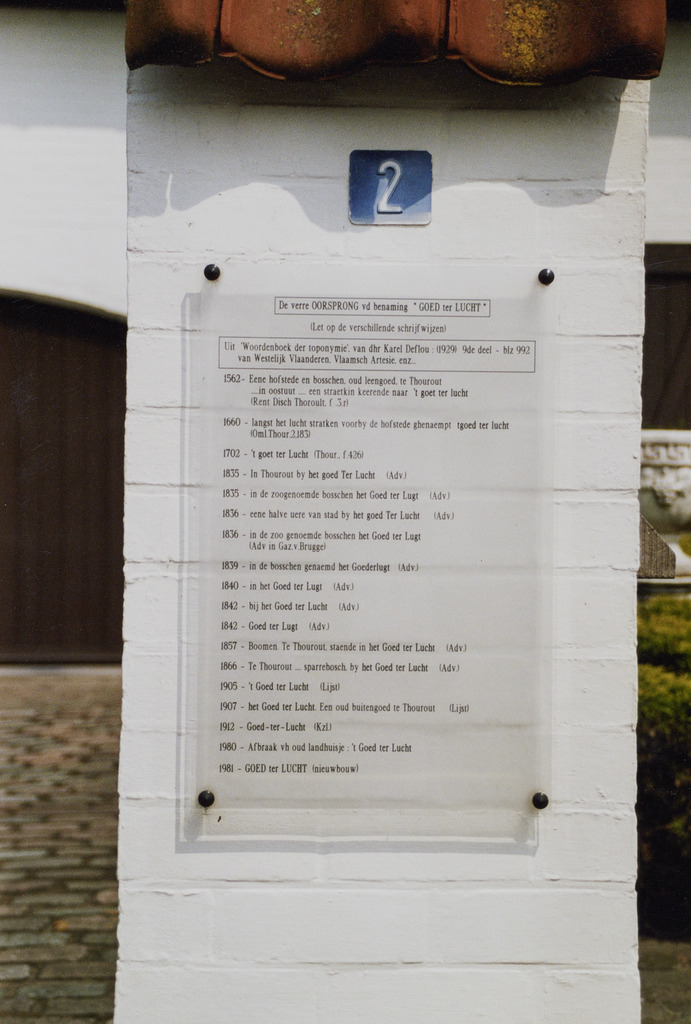 2
De verre OORSPRONG vd benaming " GOED ter LUCHT "
(Let op de verschillende schrijfwijzen)
Uit 'Woordenboek der toponymie', van dhr Karel Deflou : (1929) 9de deel - blz 992
van Westelijk Vlaanderen, Vlaamsch Artesie, enz...
1562- Eene hofstede en bosschen, oud leengoed, te Thourout
....in oostuut .... een straetkin keerende naar 't goet ter lucht
(Rent Disch Thoroult, f .3.r)
1660 - langst het lucht stratken voorby de hofstede ghenaempt tgoed ter lucht
(Oml.Thour.2,183)
1702 - 't goet ter Lucht (Thour., f.426)
1835 - In Thourout by het goed Ter Lucht (Adv.)
1835 - in de zoogenoemde bosschen het Goed ter Lugt (Adv.)
1836 - eene halve uere van stad by het goed Ter Lucht (Adv.)
1836 - in de zoo genoemde bosschen het Goed ter Lugt
(Adv in Gaz.v.Brugge)
1839 - in de bosschen genaemd het Goederlugt (Adv.)
1840 - in het Goed ter Lugt (Adv.)
1842 - bij het Goed ter Lucht (Adv.)
1842 - Goed ter Lugt (Adv.)
1857 - Boomen, Te Thourout, staende in het Goed ter Lucht (Adv.)
1866 - Te Thourout ... sparrebosch, by het Goed ter Lucht (Adv.)
1905 - 't Goed ter Lucht (Lijst)
1907 - het Goed ter Lucht. Een oud buitengoed te Thourout (Lijst)
1912 - Goed-ter-Lucht (Kzl.)
1980 - Afbraak vh oud landhuisje : 't Goed ter Lucht
1981 - GOED ter LUCHT (nieuwbouw)